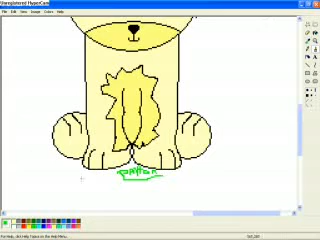 Unregistered HyperCam
File Edit View Image Colors Help
For Help, click Help Topics on the Help Menu.